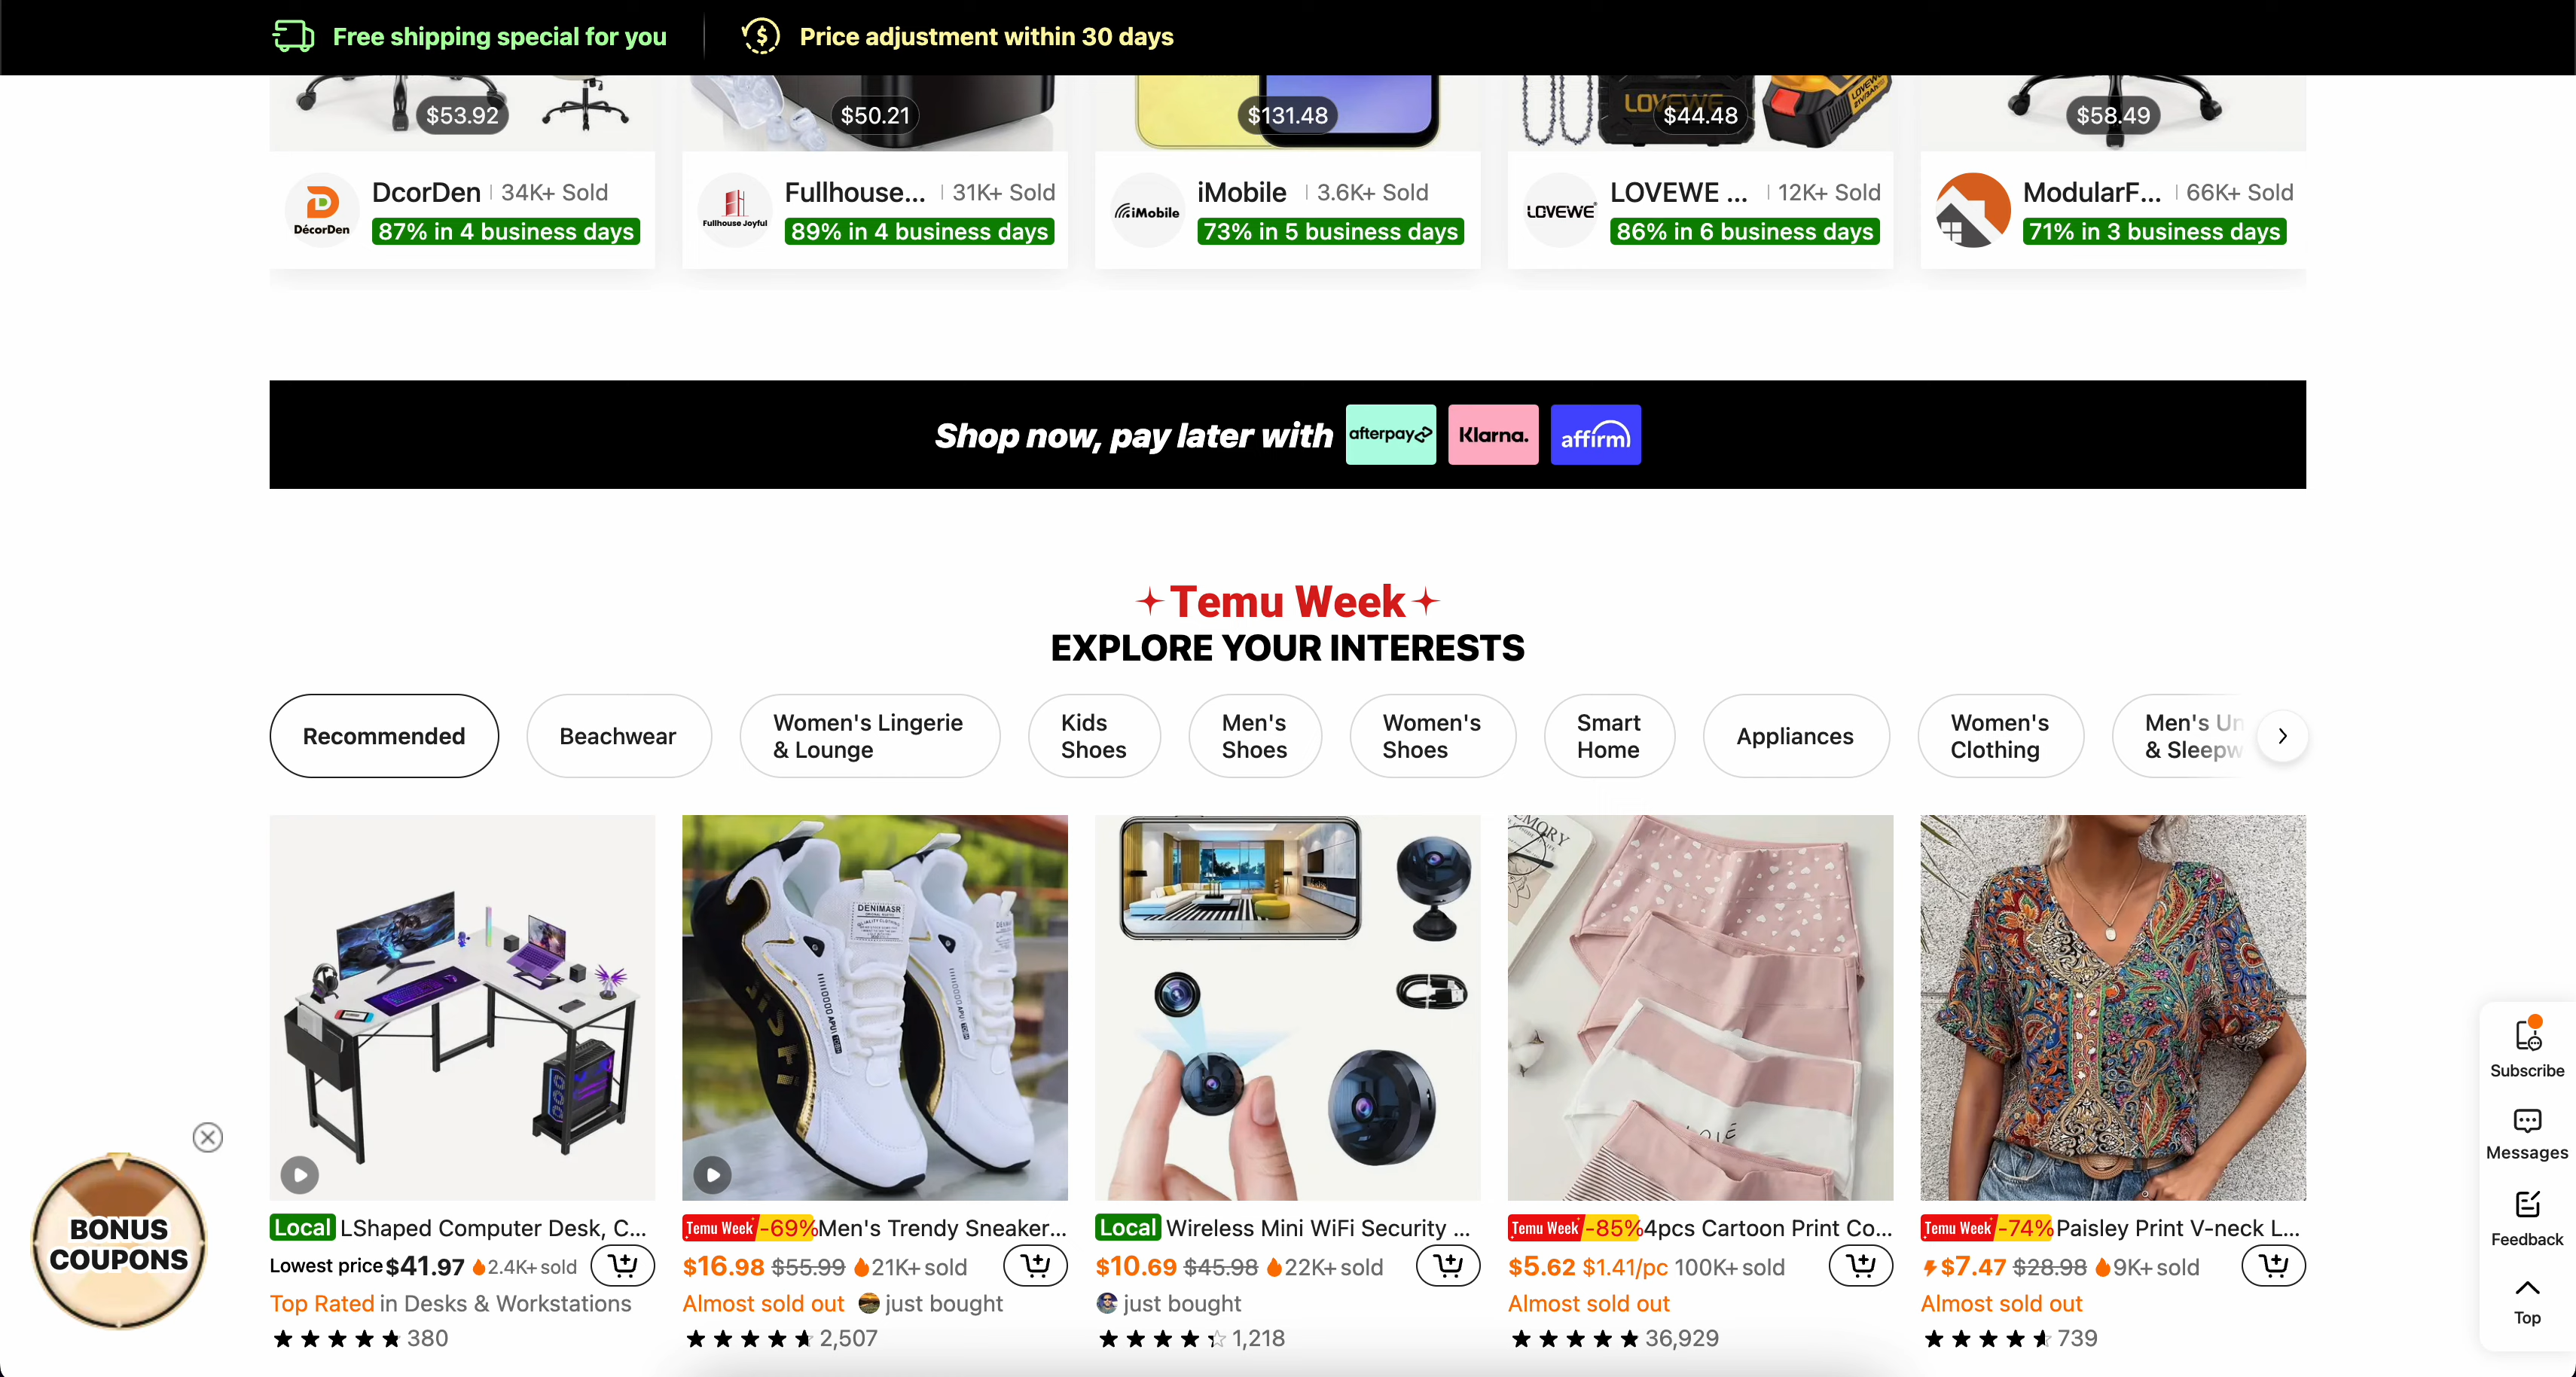 Free shipping special for you
Price adjustment within 30 days
$53.92
$50.21
$131.48
LOVEWE
$44.48
$58.49
DécorDen
DcorDen
34K+ Sold
87% in 4 business days
Fullhouse Joyful
Fullhouse...
31K+ Sold
89% in 4 business days
iMobile
iMobile
3.6K+ Sold
73% in 5 business days
LOVEWE
LOVEWE ...
12K+ Sold
86% in 6 business days
ModularF...
66K+ Sold
71% in 3 business days
Shop now, pay later with
afterpay
Klarna.
affirm
Temu Week
EXPLORE YOUR INTERESTS
Recommended
Beachwear
Women's Lingerie
& Lounge
Kids
Shoes
Men's
Shoes
Women's
Shoes
Smart
Home
Appliances
Women's
Clothing
Men's Un
& Sleepw
DENIMASR
Local LShaped Computer Desk, C...
Lowest price $41.97 2.4K+ sold
Top Rated in Desks & Workstations
380
Temu Week -69% Men's Trendy Sneaker...
$16.98 $55.99 21K+ sold
Almost sold out just bought
2,507
Local Wireless Mini WiFi Security ...
$10.69 $45.98 22K+ sold
just bought
1,218
Temu Week -85% 4pcs Cartoon Print Co...
$5.62 $1.41/pc 100K+ sold
Almost sold out
36,929
Temu Week -74% Paisley Print V-neck L...
$7.47 $28.98 9K+ sold
Almost sold out
739
BONUS
COUPONS
Subscribe
Messages
Feedback
Top